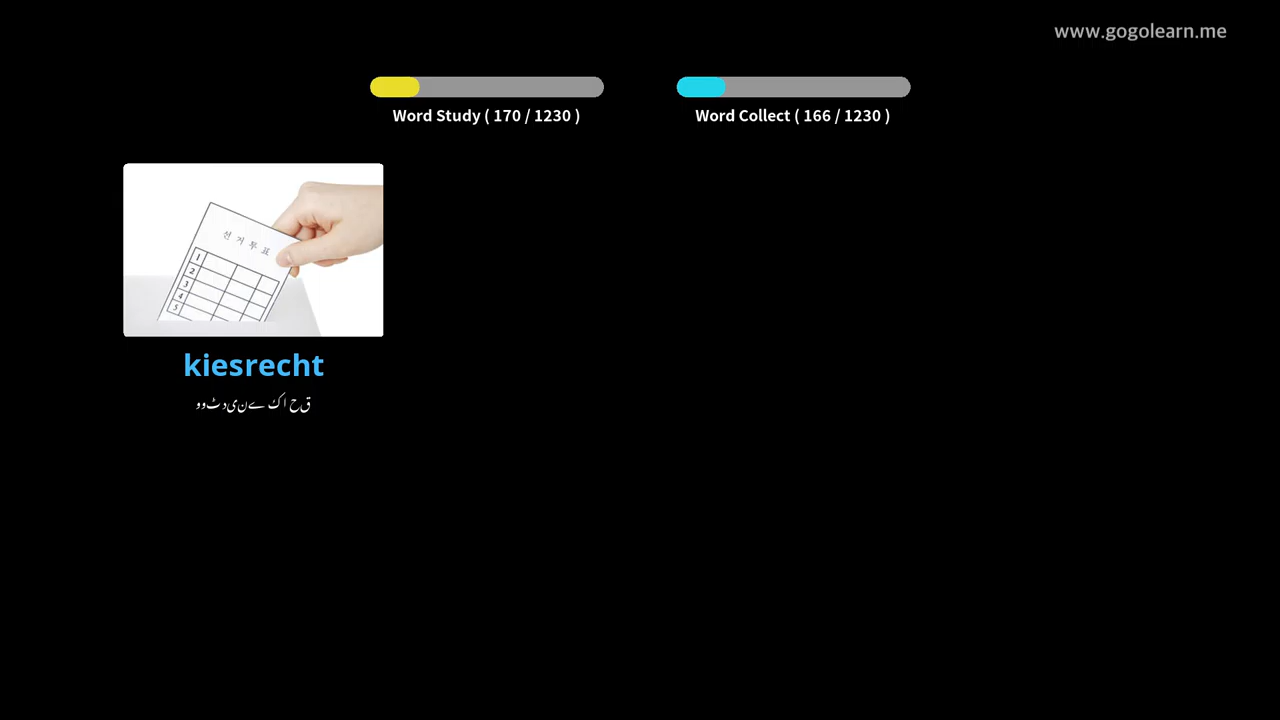 www.gogolearn.me
Word Study ( 170 / 1230 )
Word Collect ( 166 / 1230 )
선거투표
1
2
3
4
5
kiesrecht
ووٹ دینے کا حق